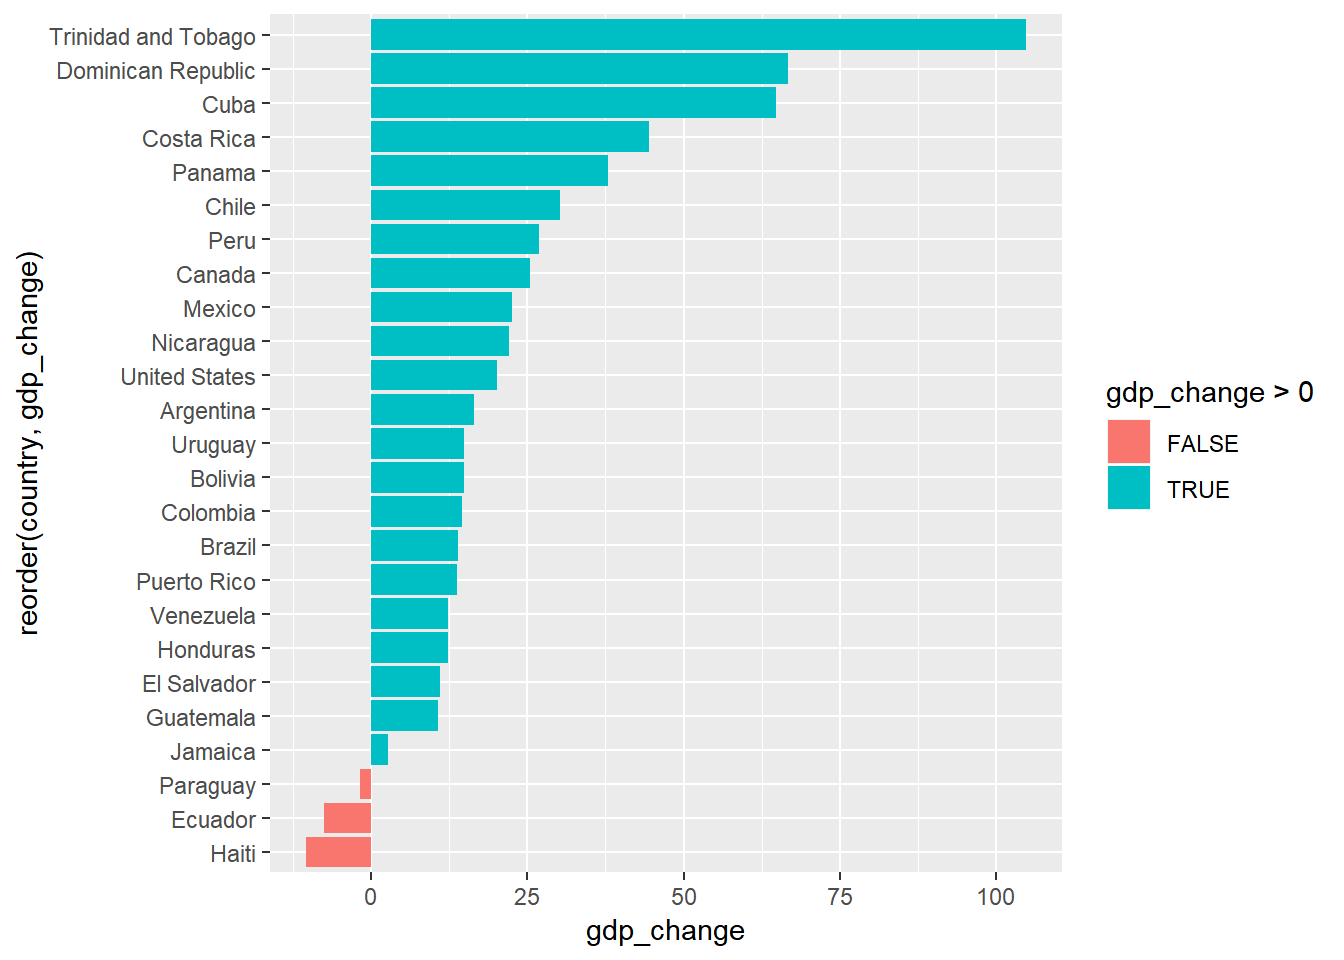 Trinidad and Tobago
Dominican Republic
Cuba
Costa Rica
Panama
Chile
Peru
Canada
Mexico
Nicaragua
United States
Argentina
Uruguay
Bolivia
Colombia
Brazil
Puerto Rico
Venezuela
Honduras
El Salvador
Guatemala
Jamaica
Paraguay
Ecuador
Haiti
reorder(country, gdp_change)
0 25 50 75 100
gdp_change
gdp_change > 0
FALSE
TRUE